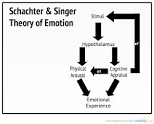 Schachter & Singer
Theory of Emotion
Stimuli
Hypothalamus
Physical
Arousal
Cognitive
Appraisal
Emotional
Experience